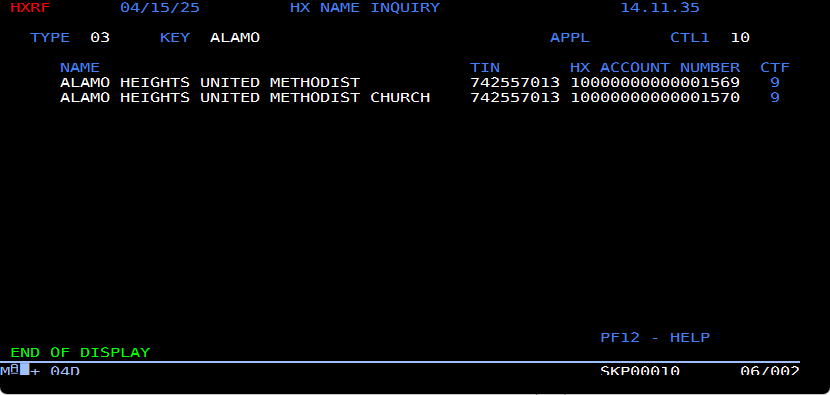 HXRF 04/15/25 HX NAME INQUIRY 14.11.35
TYPE 03 KEY ALAMO APPL CTL1 10
NAME TIN HX ACCOUNT NUMBER CTF
ALAMO HEIGHTS UNITED METHODIST 742557013 10000000000001569 9
ALAMO HEIGHTS UNITED METHODIST CHURCH 742557013 10000000000001570 9
PF12 - HELP
END OF DISPLAY
+ 04D SKP00010 06/002